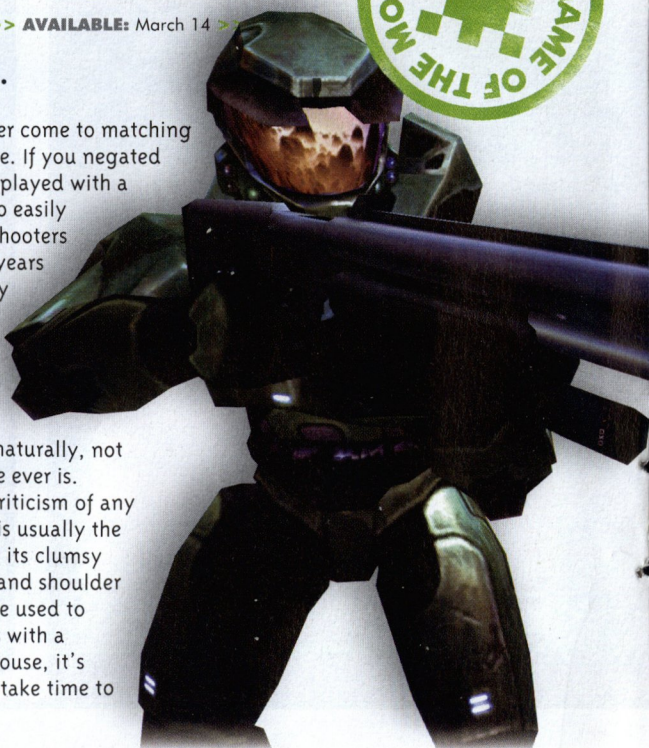 > AVAILABLE: March 14 >>
AME OF THE MO
.
er come to matching
e. If you negated
played with a
o easily
hooters
years
y
naturally, not
e ever is.
riticism of any
is usually the
its clumsy
and shoulder
e used to
with a
ouse, it's
take time to